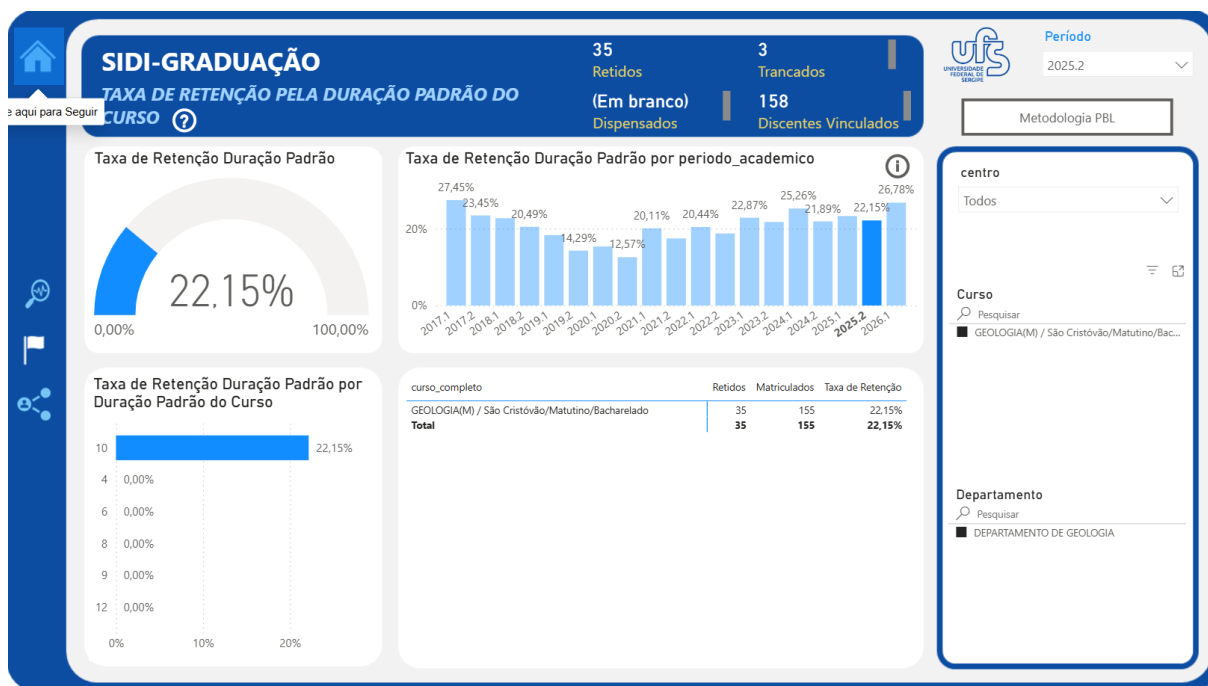 SIDI-GRADUAÇÃO
TAXA DE RETENÇÃO PELA DURAÇÃO PADRÃO DO
CURSO ?
e aqui para Seguir
35
Retidos
3
Trancados
(Em branco)
Dispensados
158
Discentes Vinculados
UFS
UNIVERSIDADE
FEDERAL DE
SERGIPE
Período
2025.2
Metodologia PBL
Taxa de Retenção Duração Padrão
22,15%
0,00%
100,00%
Taxa de Retenção Duração Padrão por periodo_academico
27,45%
23,45%
20,49%
14,29%
12,57%
20,11%
20,44%
22,87%
25,26%
21,89%
22,15%
26,78%
20%
0%
2017.1 2017.2 2018.1 2018.2 2019.1 2019.2 2020.1 2020.2 2021.1 2021.2 2022.1 2022.2 2023.1 2023.2 2024.1 2024.2 2025.1 2025.2 2026.1
centro
Todos
Curso
Pesquisar
GEOLOGIA(M) / São Cristóvão/Matutino/Bac...
Departamento
Pesquisar
DEPARTAMENTO DE GEOLOGIA
Taxa de Retenção Duração Padrão por
Duração Padrão do Curso
10 22,15%
4 0,00%
6 0,00%
8 0,00%
9 0,00%
12 0,00%
0% 10% 20%
curso_completo Retidos Matriculados Taxa de Retenção
GEOLOGIA(M) / São Cristóvão/Matutino/Bacharelado 35 155 22,15%
Total 35 155 22,15%